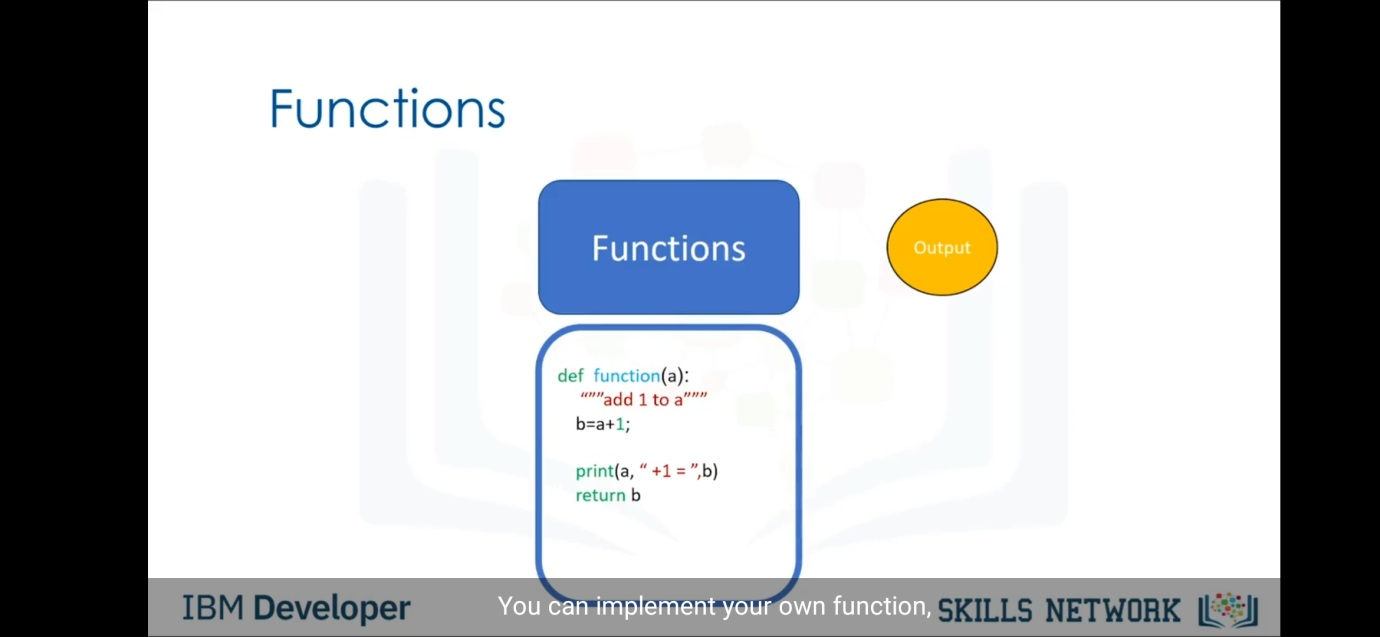 Functions
Functions
Output
def function(a):
“””add 1 to a”””
b=a+1;
print(a, “ +1 = ”,b)
return b
IBM Developer
You can implement your own function,
SKILLS NETWORK